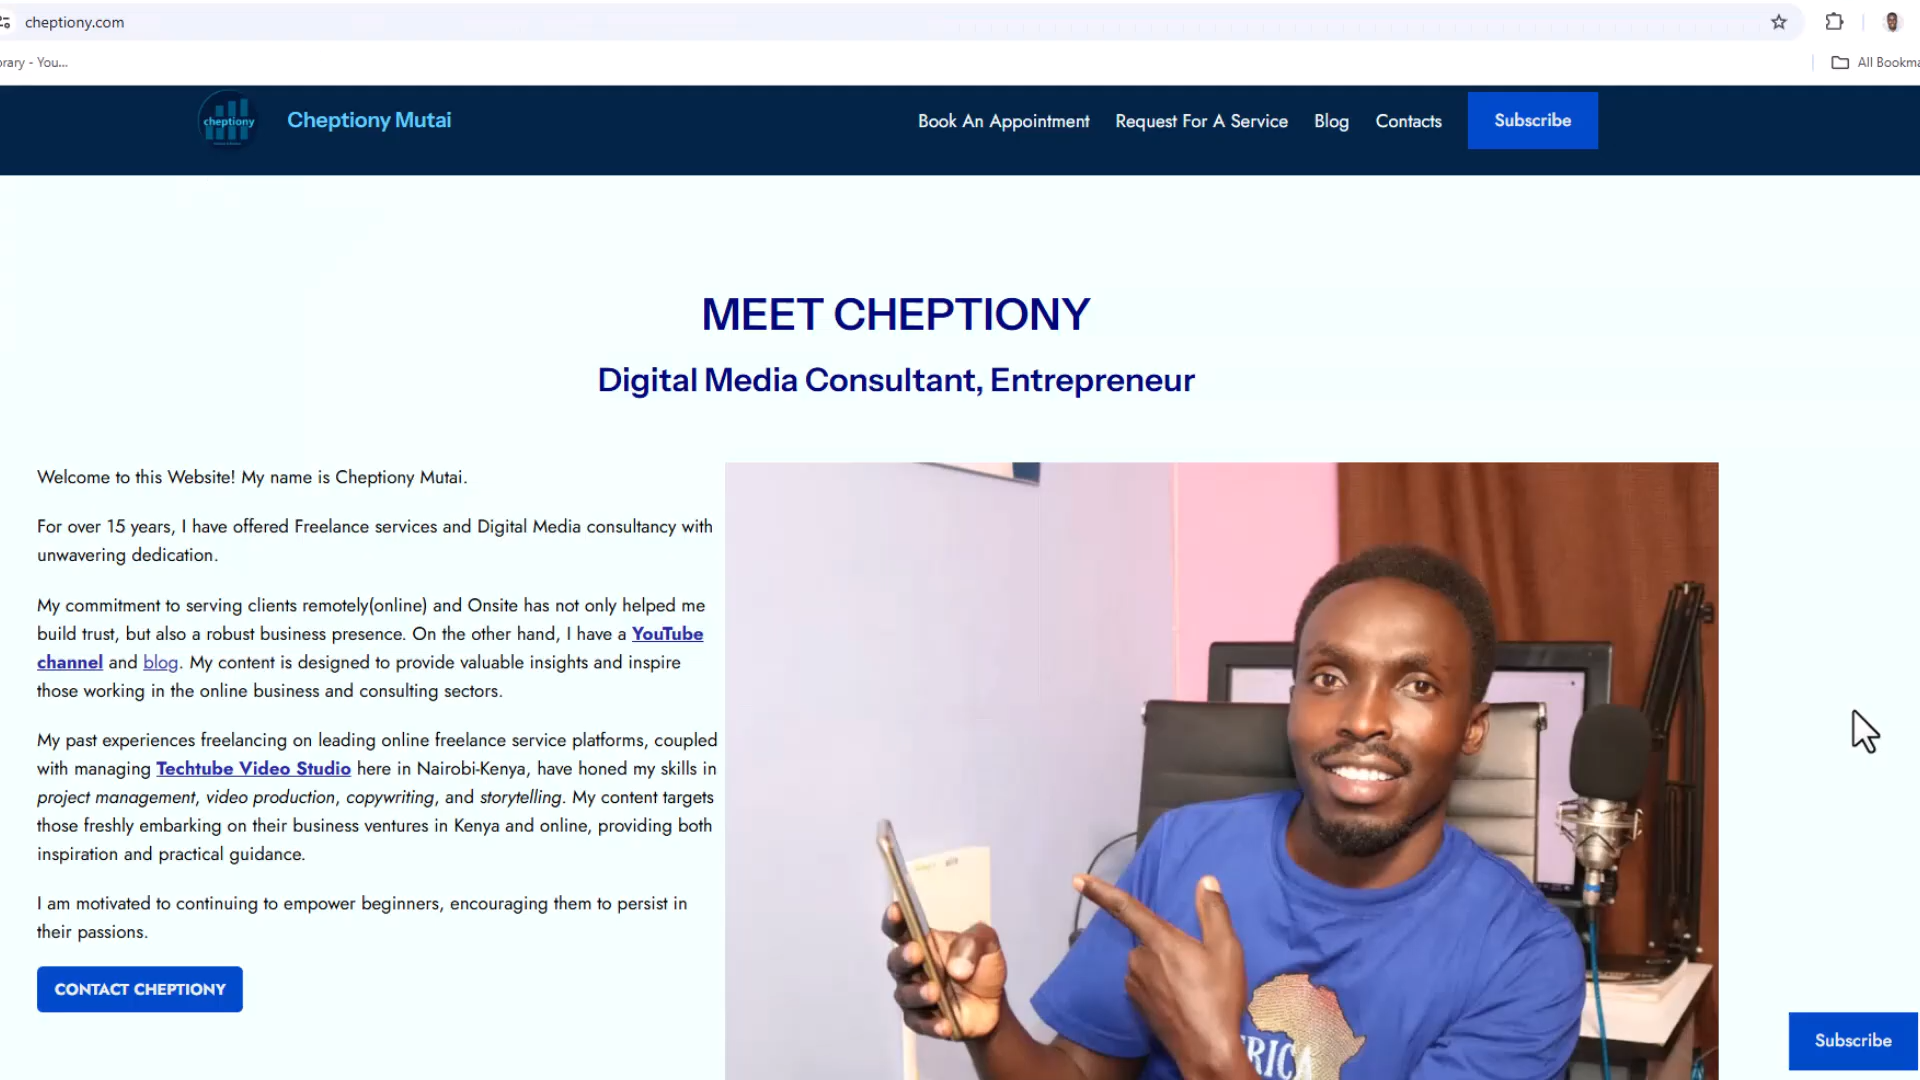 cheptiony.com
brary - You...
All Bookma
cheptiony
Cheptiony Mutai
Book An Appointment
Request For A Service
Blog
Contacts
Subscribe
MEET CHEPTIONY
Digital Media Consultant, Entrepreneur
Welcome to this Website! My name is Cheptiony Mutai.
For over 15 years, I have offered Freelance services and Digital Media consultancy with
unwavering dedication.
My commitment to serving clients remotely(online) and Onsite has not only helped me
build trust, but also a robust business presence. On the other hand, I have a YouTube
channel and blog. My content is designed to provide valuable insights and inspire
those working in the online business and consulting sectors.
My past experiences freelancing on leading online freelance service platforms, coupled
with managing Techtube Video Studio here in Nairobi-Kenya, have honed my skills in
project management, video production, copywriting, and storytelling. My content targets
those freshly embarking on their business ventures in Kenya and online, providing both
inspiration and practical guidance.
I am motivated to continuing to empower beginners, encouraging them to persist in
their passions.
CONTACT CHEPTIONY
RICA
Subscribe